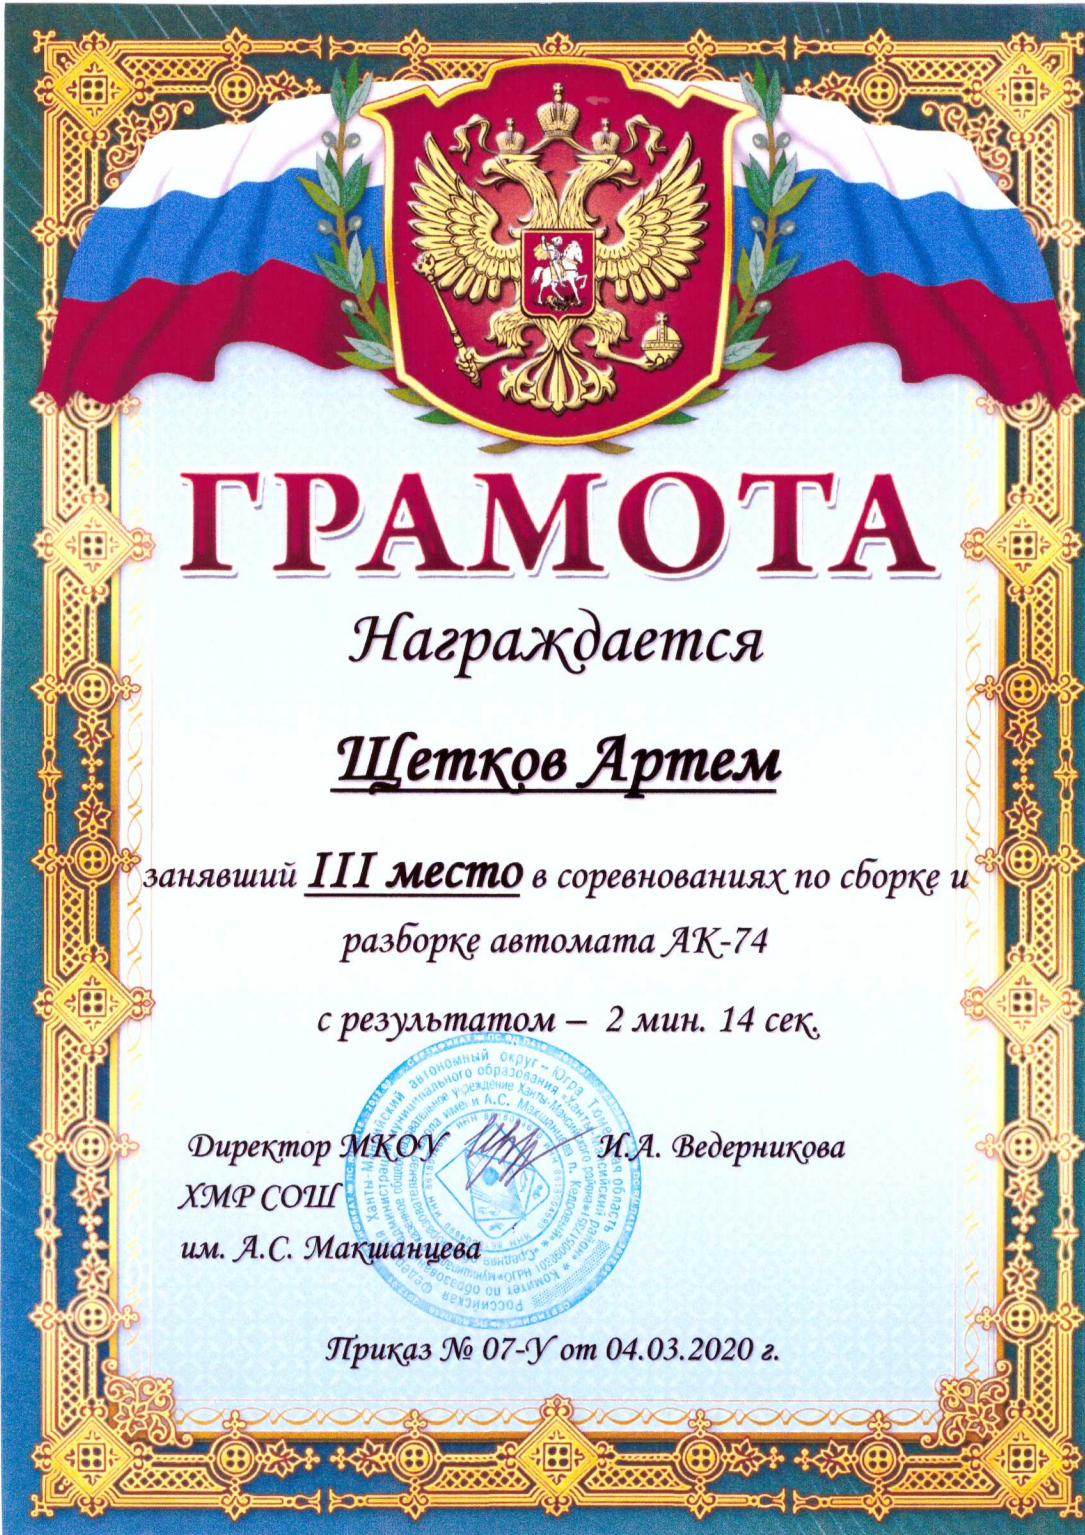 ГРАМОТА
Награждается
Щетков Артем
занявший III место в соревнованиях по сборке и
разборке автомата АК-74
с результатом – 2 мин. 14 сек.
Директор МКОУ И.А. Ведерникова
ХМР СОШ
им. А.С. Макшанцева
Приказ № 07-У от 04.03.2020 г.